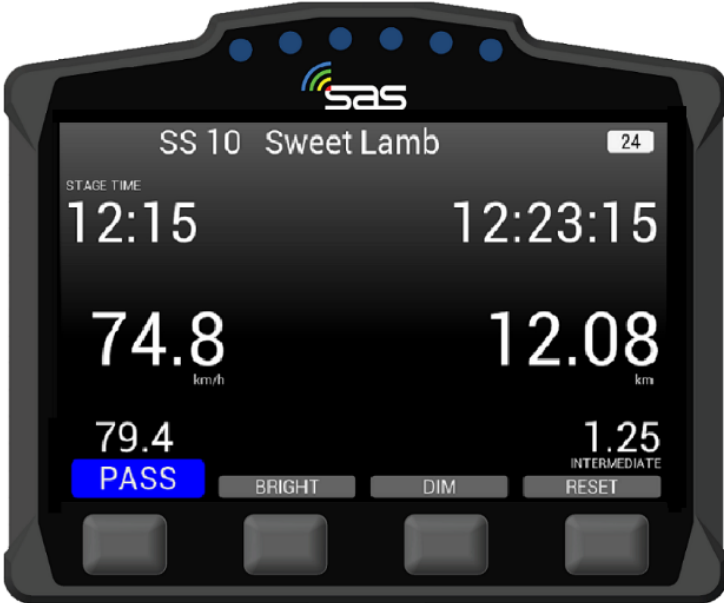 sas
SS 10 Sweet Lamb 24
STAGE TIME
12:15 12:23:15
74.8 12.08
km/h km
79.4 1.25
INTERMEDIATE
PASS BRIGHT DIM RESET